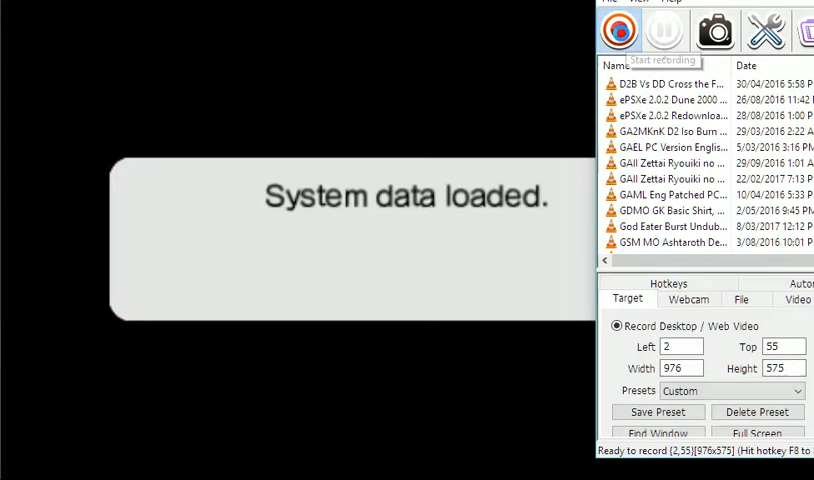 System data loaded.
Start recording
Name
Date
D2B Vs DD Cross the F...
30/04/2016 5:58 P
ePSXe 2.0.2 Dune 2000 ...
26/08/2016 11:42
ePSXe 2.0.2 Redownloa...
28/08/2016 1:00 P
GA2MKnK D2 Iso Burn ...
29/03/2016 2:22 A
GAEL PC Version Englis...
5/03/2016 3:16 PM
GAII Zettai Ryouiki no ...
29/09/2016 1:01 A
GAII Zettai Ryouiki no ...
22/02/2017 7:13 P
GAML Eng Patched PC...
10/04/2016 5:33 P
GDMO GK Basic Shirt, ...
2/05/2016 9:45 PM
God Eater Burst Undub...
8/03/2017 12:12 P
GSM MO Ashtaroth De...
3/08/2016 10:01 P
Hotkeys
Target
Webcam
File
Video
Record Desktop / Web Video
Left 2
Top 55
Width 976
Height 575
Presets Custom
Save Preset
Delete Preset
Find Window
Full Screen
Ready to record {2,55}[976x575] (Hit hotkey F8 to